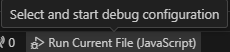 Select and start debug configuration
0 Run Current File (JavaScript)